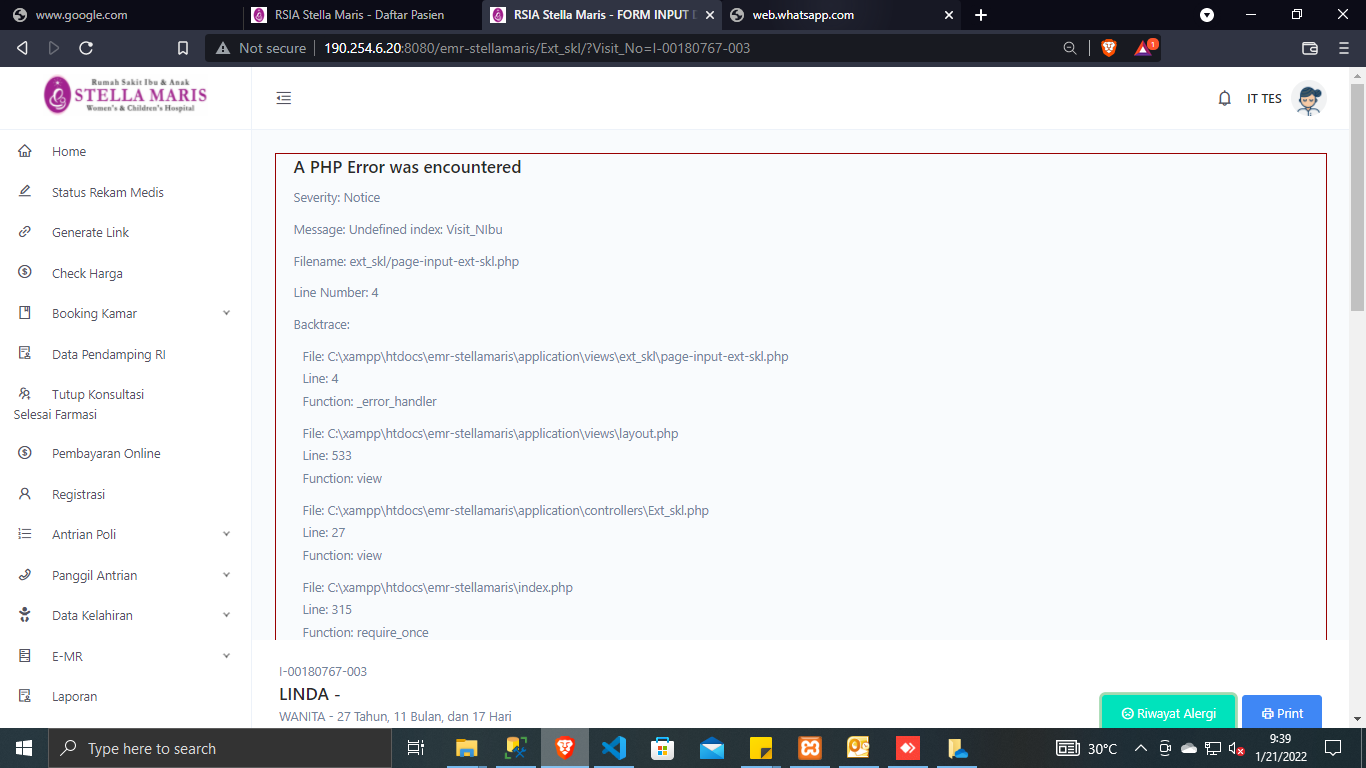 www.google.com
RSIA Stella Maris - Daftar Pasien
RSIA Stella Maris - FORM INPUT D
web.whatsapp.com
Not secure
190.254.6.20:8080/emr-stellamaris/Ext_skl/?Visit_No=I-00180767-003
1
Rumah Sakit Ibu & Anak
STELLA MARIS
Women's & Children's Hospital
IT TES
Home
Status Rekam Medis
Generate Link
Check Harga
Booking Kamar
Data Pendamping RI
Tutup Konsultasi
Selesai Farmasi
Pembayaran Online
Registrasi
Antrian Poli
Panggil Antrian
Data Kelahiran
E-MR
Laporan
A PHP Error was encountered
Severity: Notice
Message: Undefined index: Visit_NIbu
Filename: ext_skl/page-input-ext-skl.php
Line Number: 4
Backtrace:
File: C:\xampp\htdocs\emr-stellamaris\application\views\ext_skl\page-input-ext-skl.php
Line: 4
Function: _error_handler
File: C:\xampp\htdocs\emr-stellamaris\application\views\layout.php
Line: 533
Function: view
File: C:\xampp\htdocs\emr-stellamaris\application\controllers\Ext_skl.php
Line: 27
Function: view
File: C:\xampp\htdocs\emr-stellamaris\index.php
Line: 315
Function: require_once
I-00180767-003
LINDA -
WANITA - 27 Tahun, 11 Bulan, dan 17 Hari
Riwayat Alergi
Print
Type here to search
30°C
9:39
1/21/2022